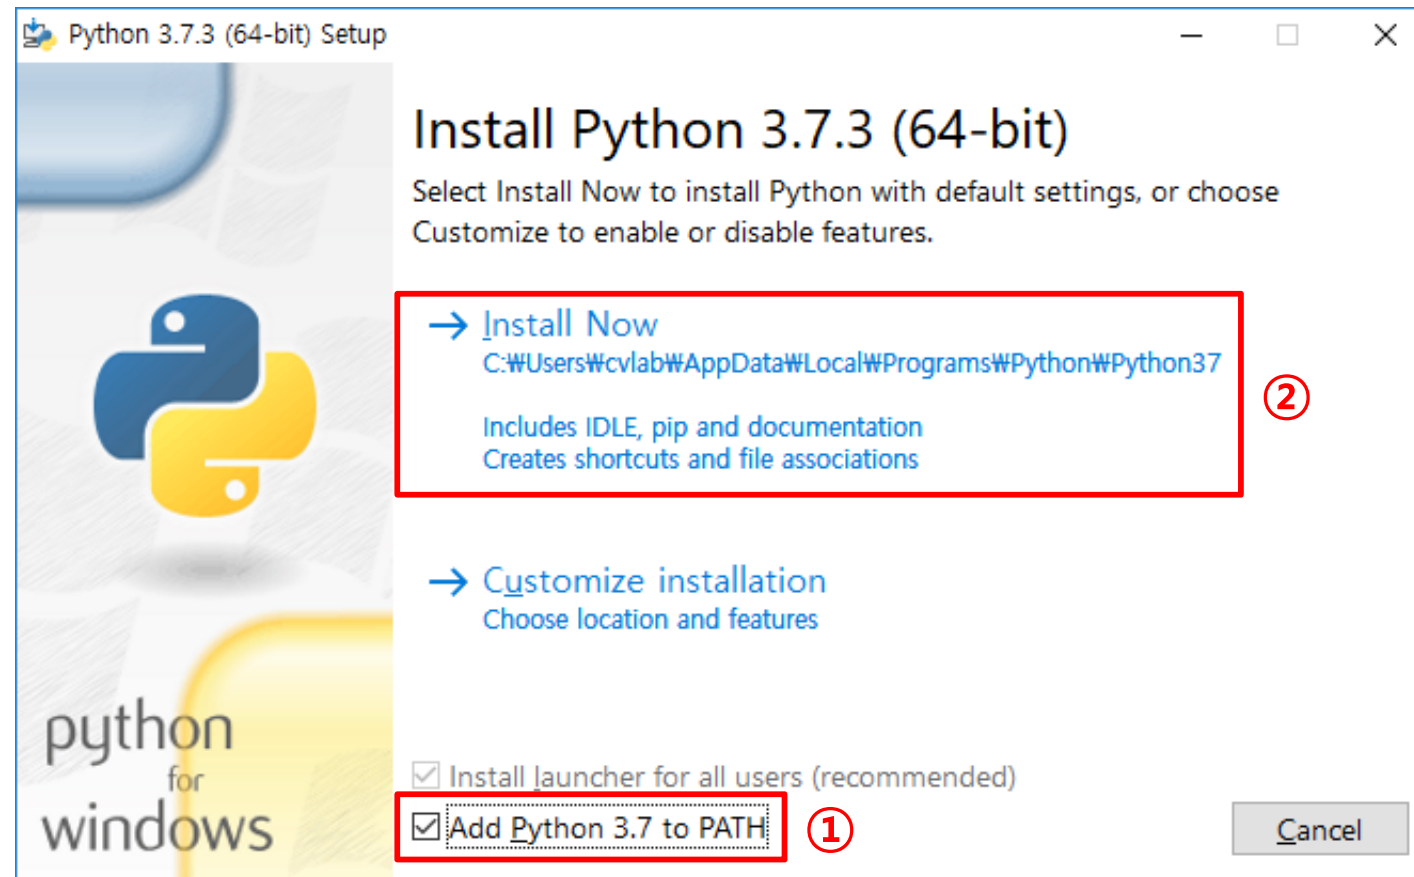 Python 3.7.3 (64-bit) Setup
Install Python 3.7.3 (64-bit)
Select Install Now to install Python with default settings, or choose
Customize to enable or disable features.
Install Now
C:₩Users₩cvlab₩AppData₩Local₩Programs₩Python₩Python37
②
Includes IDLE, pip and documentation
Creates shortcuts and file associations
Customize installation
Choose location and features
python
for
windows
Install launcher for all users (recommended)
Add Python 3.7 to PATH
①
Cancel